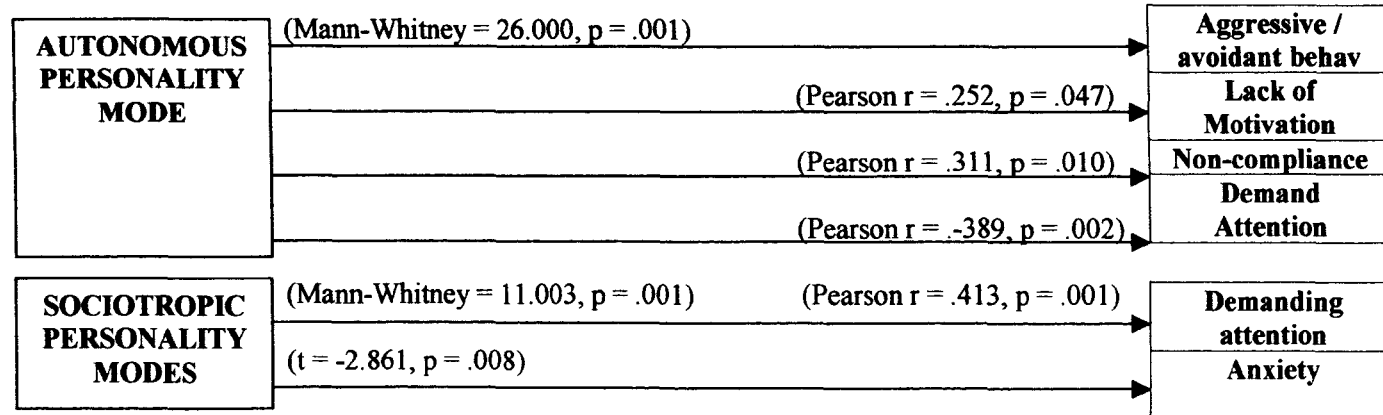 AUTONOMOUS
PERSONALITY
MODE
(Mann-Whitney = 26.000, p = .001)
Aggressive /
avoidant behav
(Pearson r = .252, p = .047)
Lack of
Motivation
(Pearson r = .311, p = .010)
Non-compliance
(Pearson r = .-389, p = .002)
Demand
Attention
SOCIOTROPIC
PERSONALITY
MODES
(Mann-Whitney = 11.003, p = .001) (Pearson r = .413, p = .001)
Demanding
attention
(t = -2.861, p = .008)
Anxiety